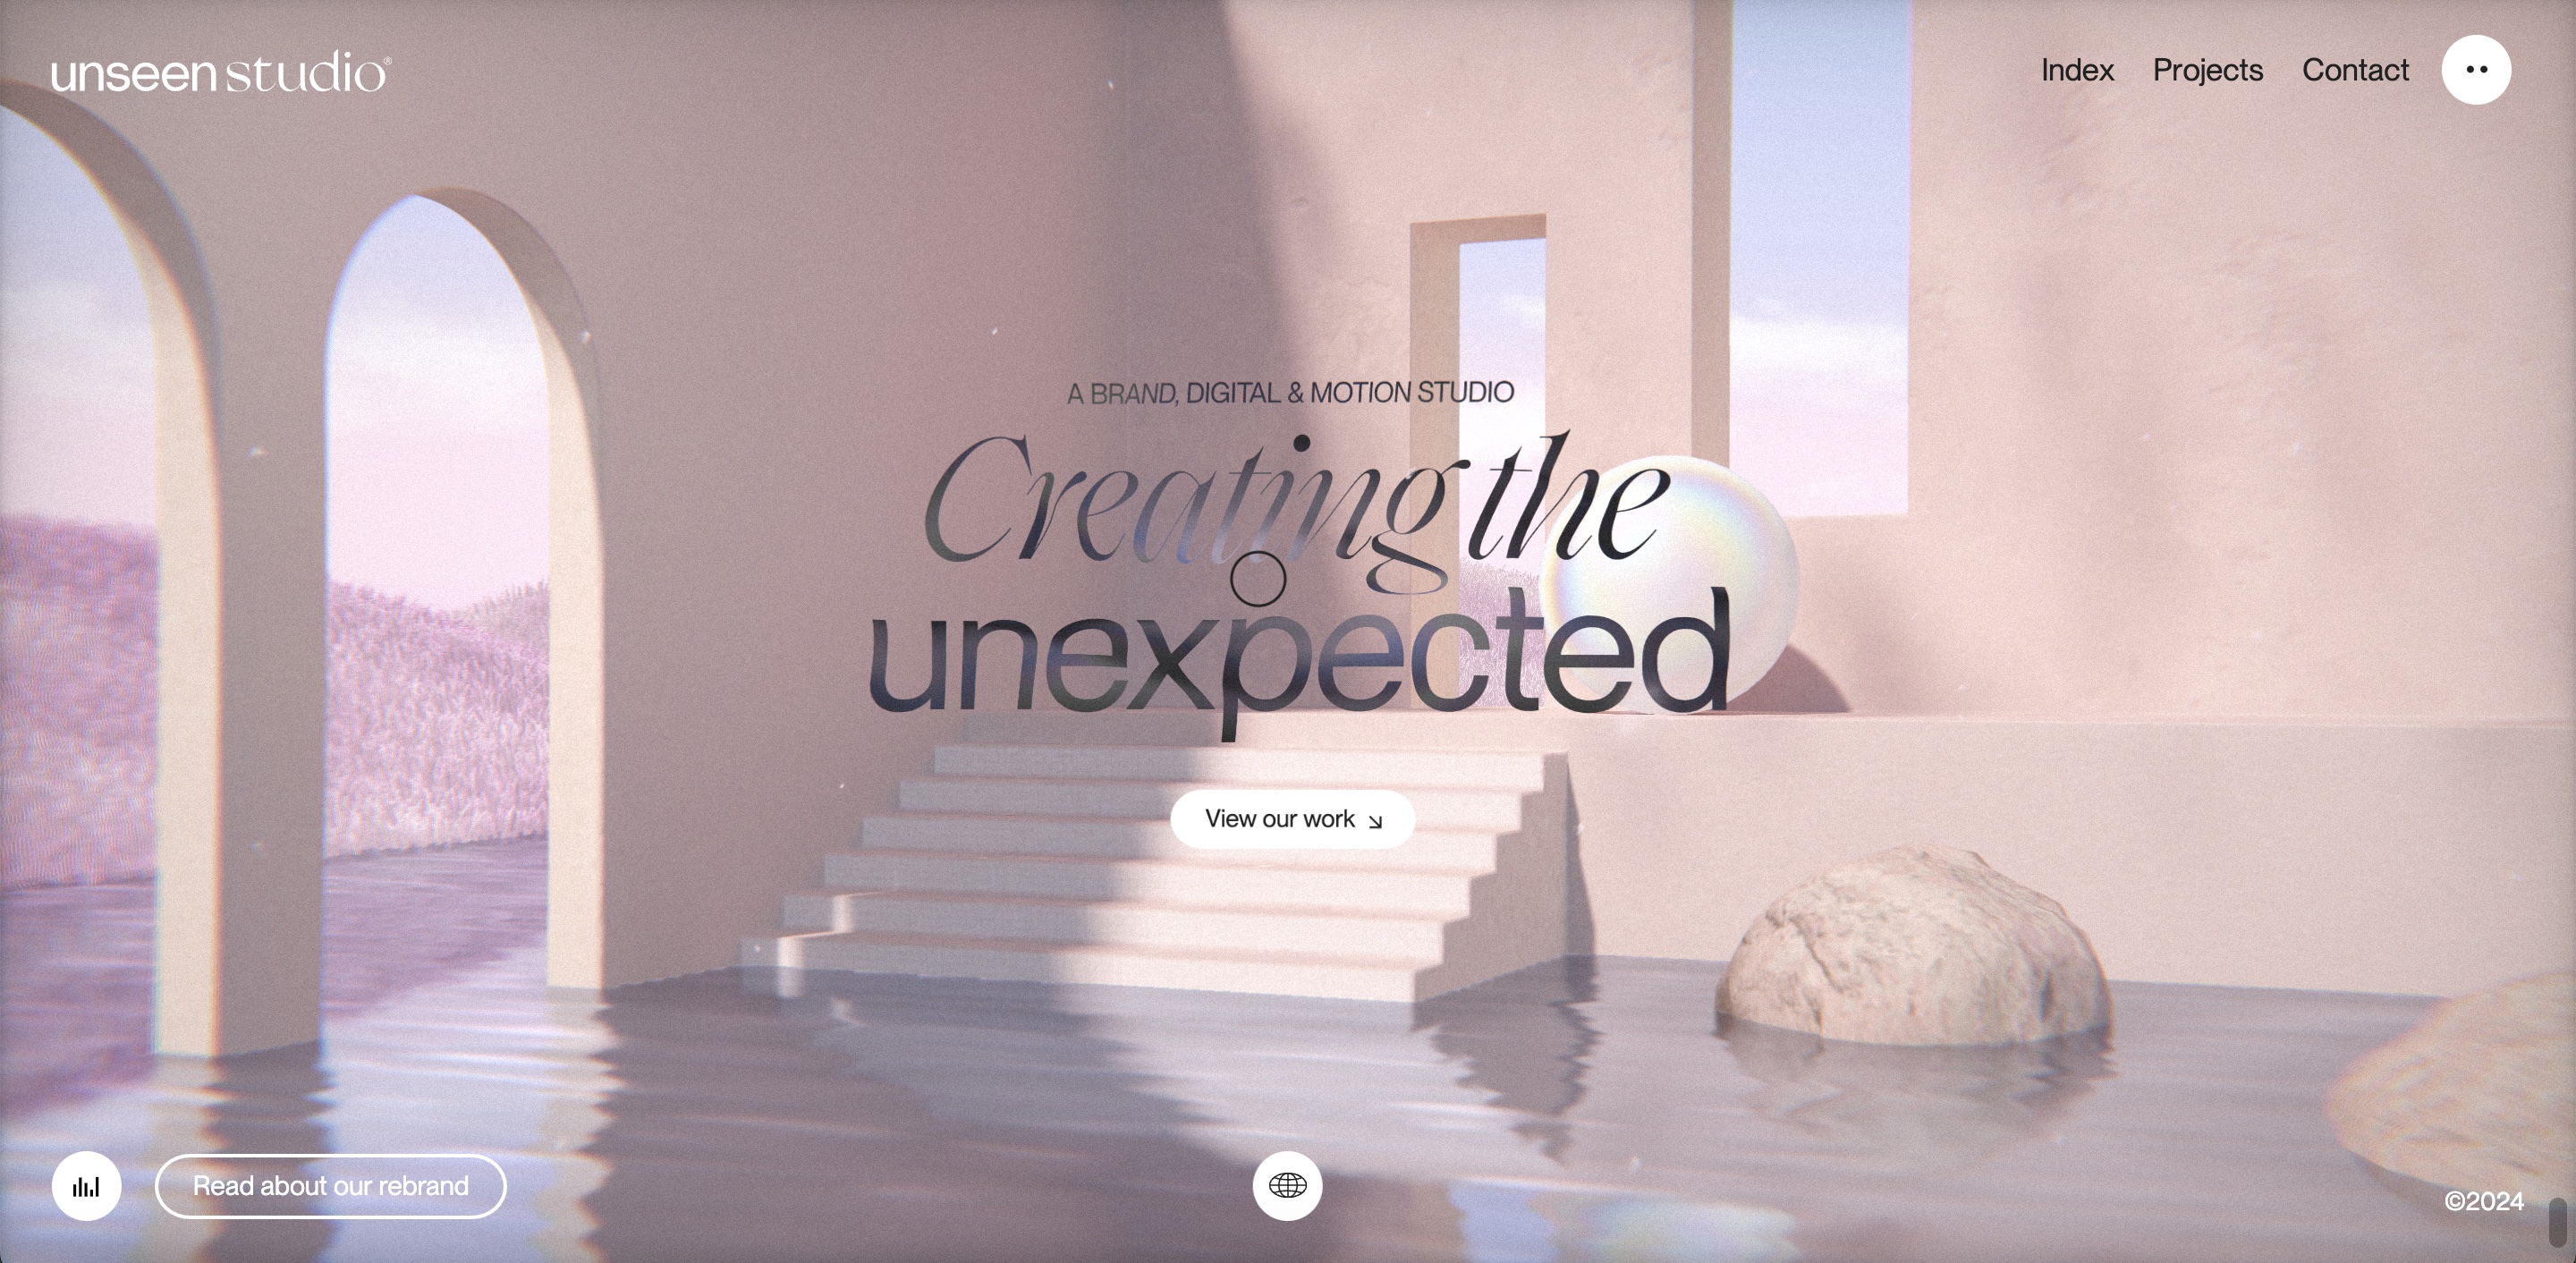 unseen studio®
Index Projects Contact
A BRAND, DIGITAL & MOTION STUDIO
Creating the
unexpected
View our work ↘
Read about our rebrand
©2024